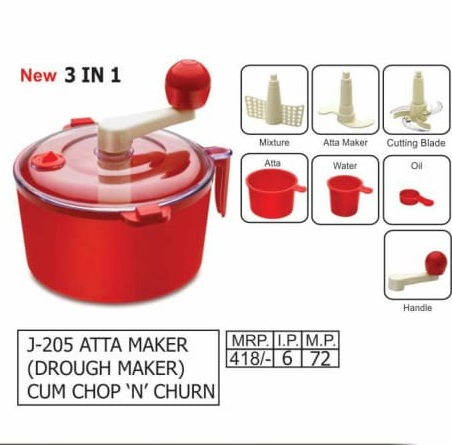 New 3 IN 1
Mixture
Atta Maker
Cutting Blade
Atta
Water
Oil
Handle
J-205 ATTA MAKER
(DROUGH MAKER)
CUM CHOP ‘N’ CHURN
MRP. I.P. M.P.
418/- 6 72